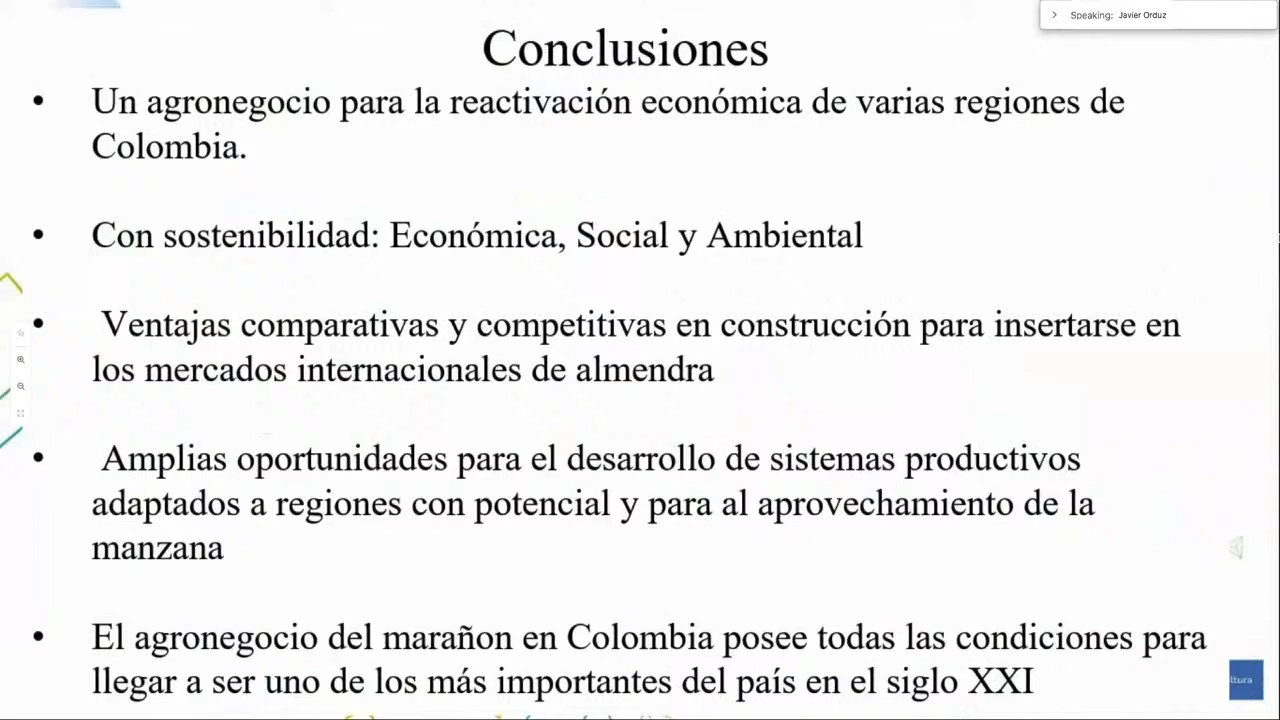 Speaking: Javier Orduz
Conclusiones
• Un agronegocio para la reactivación económica de varias regiones de
Colombia.
• Con sostenibilidad: Económica, Social y Ambiental
• Ventajas comparativas y competitivas en construcción para insertarse en
los mercados internacionales de almendra
• Amplias oportunidades para el desarrollo de sistemas productivos
adaptados a regiones con potencial y para al aprovechamiento de la
manzana
• El agronegocio del marañon en Colombia posee todas las condiciones para
llegar a ser uno de los más importantes del país en el siglo XXI
ltura